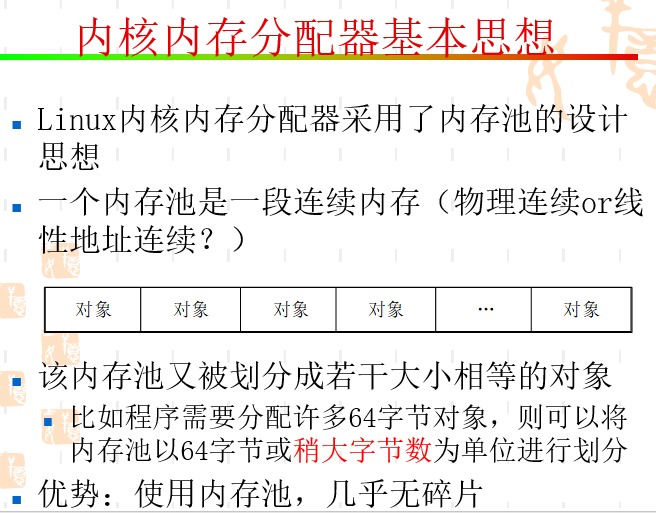 内核内存分配器基本思想
Linux内核内存分配器采用了内存池的设计
思想
一个内存池是一段连续内存（物理连续or线
性地址连续？）
对象 对象 对象 对象 … 对象
该内存池又被划分成若干大小相等的对象
比如程序需要分配许多64字节对象，则可以将
内存池以64字节或稍大字节数为单位进行划分
优势：使用内存池，几乎无碎片